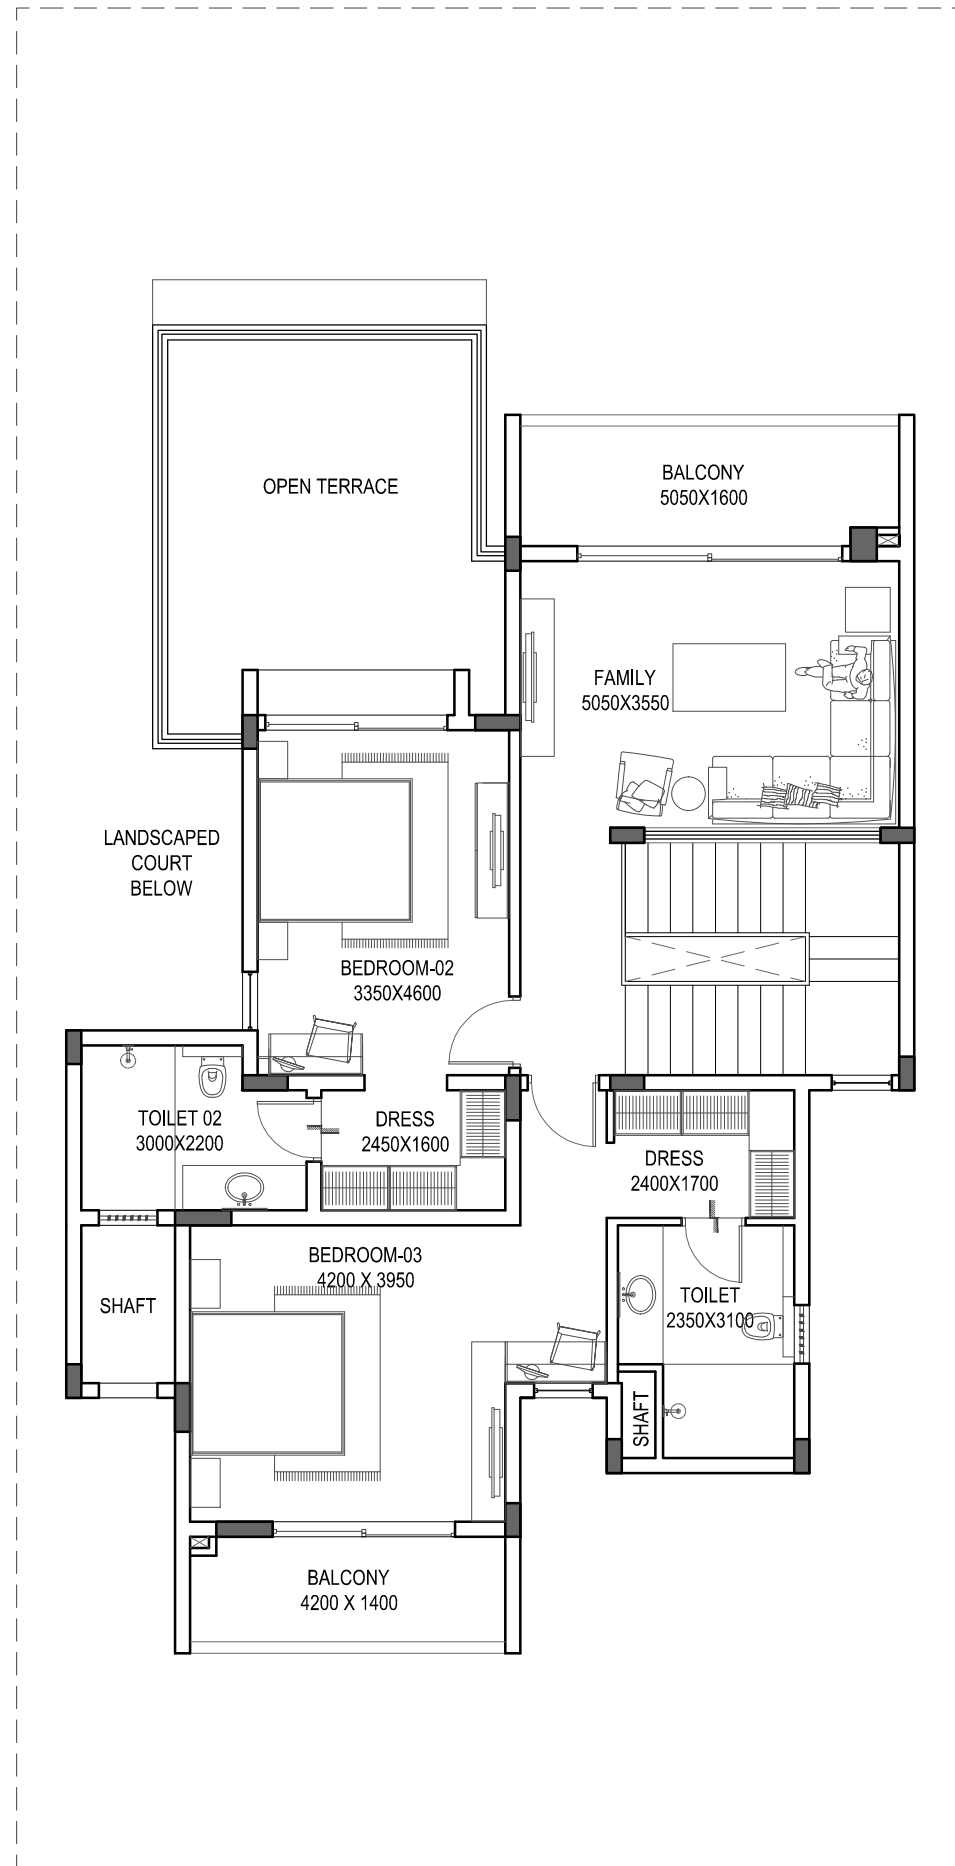 OPEN TERRACE
BALCONY
5050X1600
FAMILY
5050X3550
LANDSCAPED
COURT
BELOW
BEDROOM-02
3350X4600
TOILET 02
3000X2200
DRESS
2450X1600
DRESS
2400X1700
BEDROOM-03
4200 X 3950
SHAFT
TOILET
2350X3100
SHAFT
BALCONY
4200 X 1400